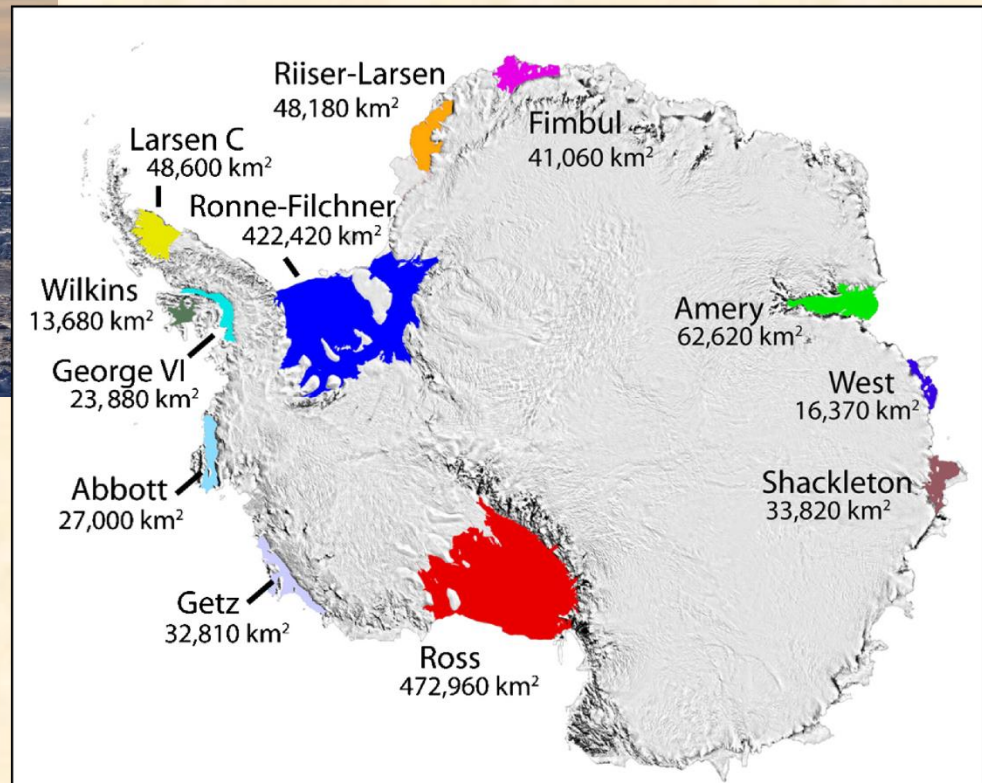 Riiser-Larsen
48,180 km²
Fimbul
41,060 km²
Larsen C
48,600 km²
Ronne-Filchner
422,420 km²
Wilkins
13,680 km²
George VI
23,880 km²
Amery
62,620 km²
West
16,370 km²
Abbott
27,000 km²
Shackleton
33,820 km²
Getz
32,810 km²
Ross
472,960 km²